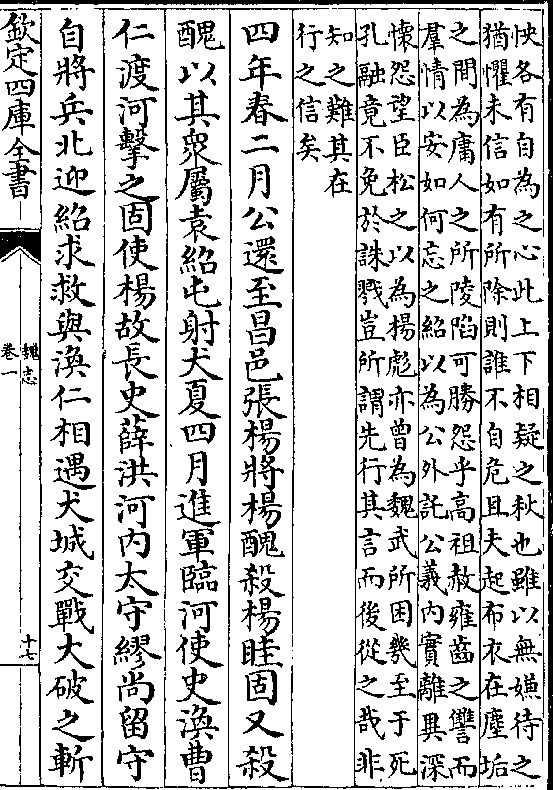 怏各有自為之心此上下相疑之秋也雖以無嫌待之
猶懼未信如有所除則誰不自危且夫起布衣在塵垢
之間為庸人之所陵陷可勝怨乎高祖赦雍齒之讐而
羣情以安如何忘之紹以為公外託公義内實離異深
懷怨望臣松之以為楊彪亦曾為魏武所困幾至于死
孔融竟不免於誅戮豈所謂先行其言而後從之哉非
知之難其在
行之信矣
四年春二月公還至昌邑張楊將楊醜殺楊眭固又殺
醜以其衆屬袁紹屯射犬夏四月進軍臨河使史渙曹
仁渡河擊之固使楊故長史薛洪河内太守繆尚留守
自將兵北迎紹求救與渙仁相遇犬城交戰大破之斬
欽定四庫全書
魏志
卷一
十七